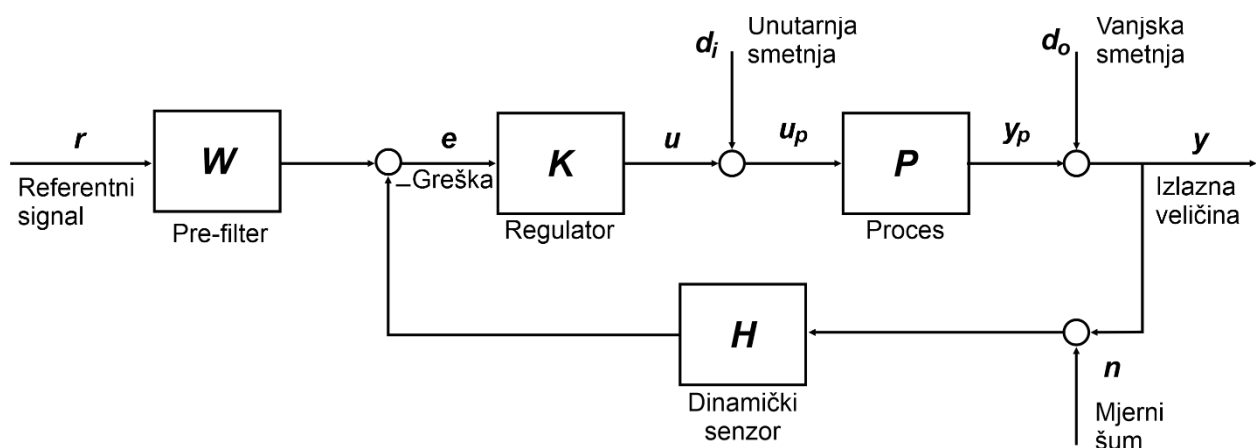 Unutarnja
smetnja
d_i
Vanjska
smetnja
d_o
r
W
e
K
u
u_p
P
y_p
y
Referentni
signal
Pre-filter
–
Greška
Regulator
Proces
Izlazna
veličina
H
Dinamički
senzor
n
Mjerni
šum